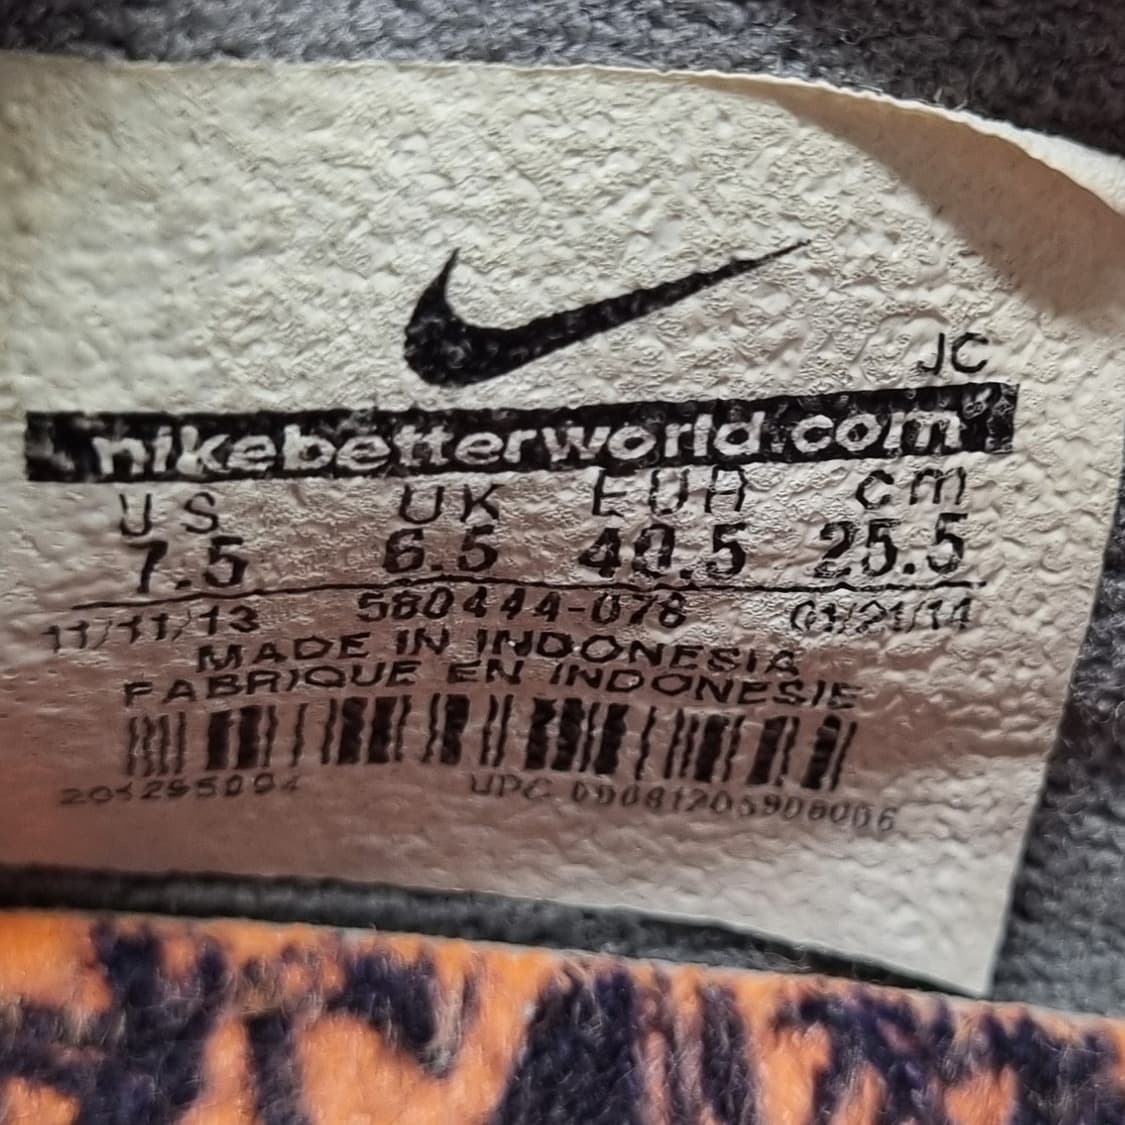 JC
nikebetterworld.com
US UK EUR cm
7.5 6.5 40.5 25.5
11/11/13 580444-078 01/21/14
MADE IN INDONESIA
FABRIQUE EN INDONESIE
UPC